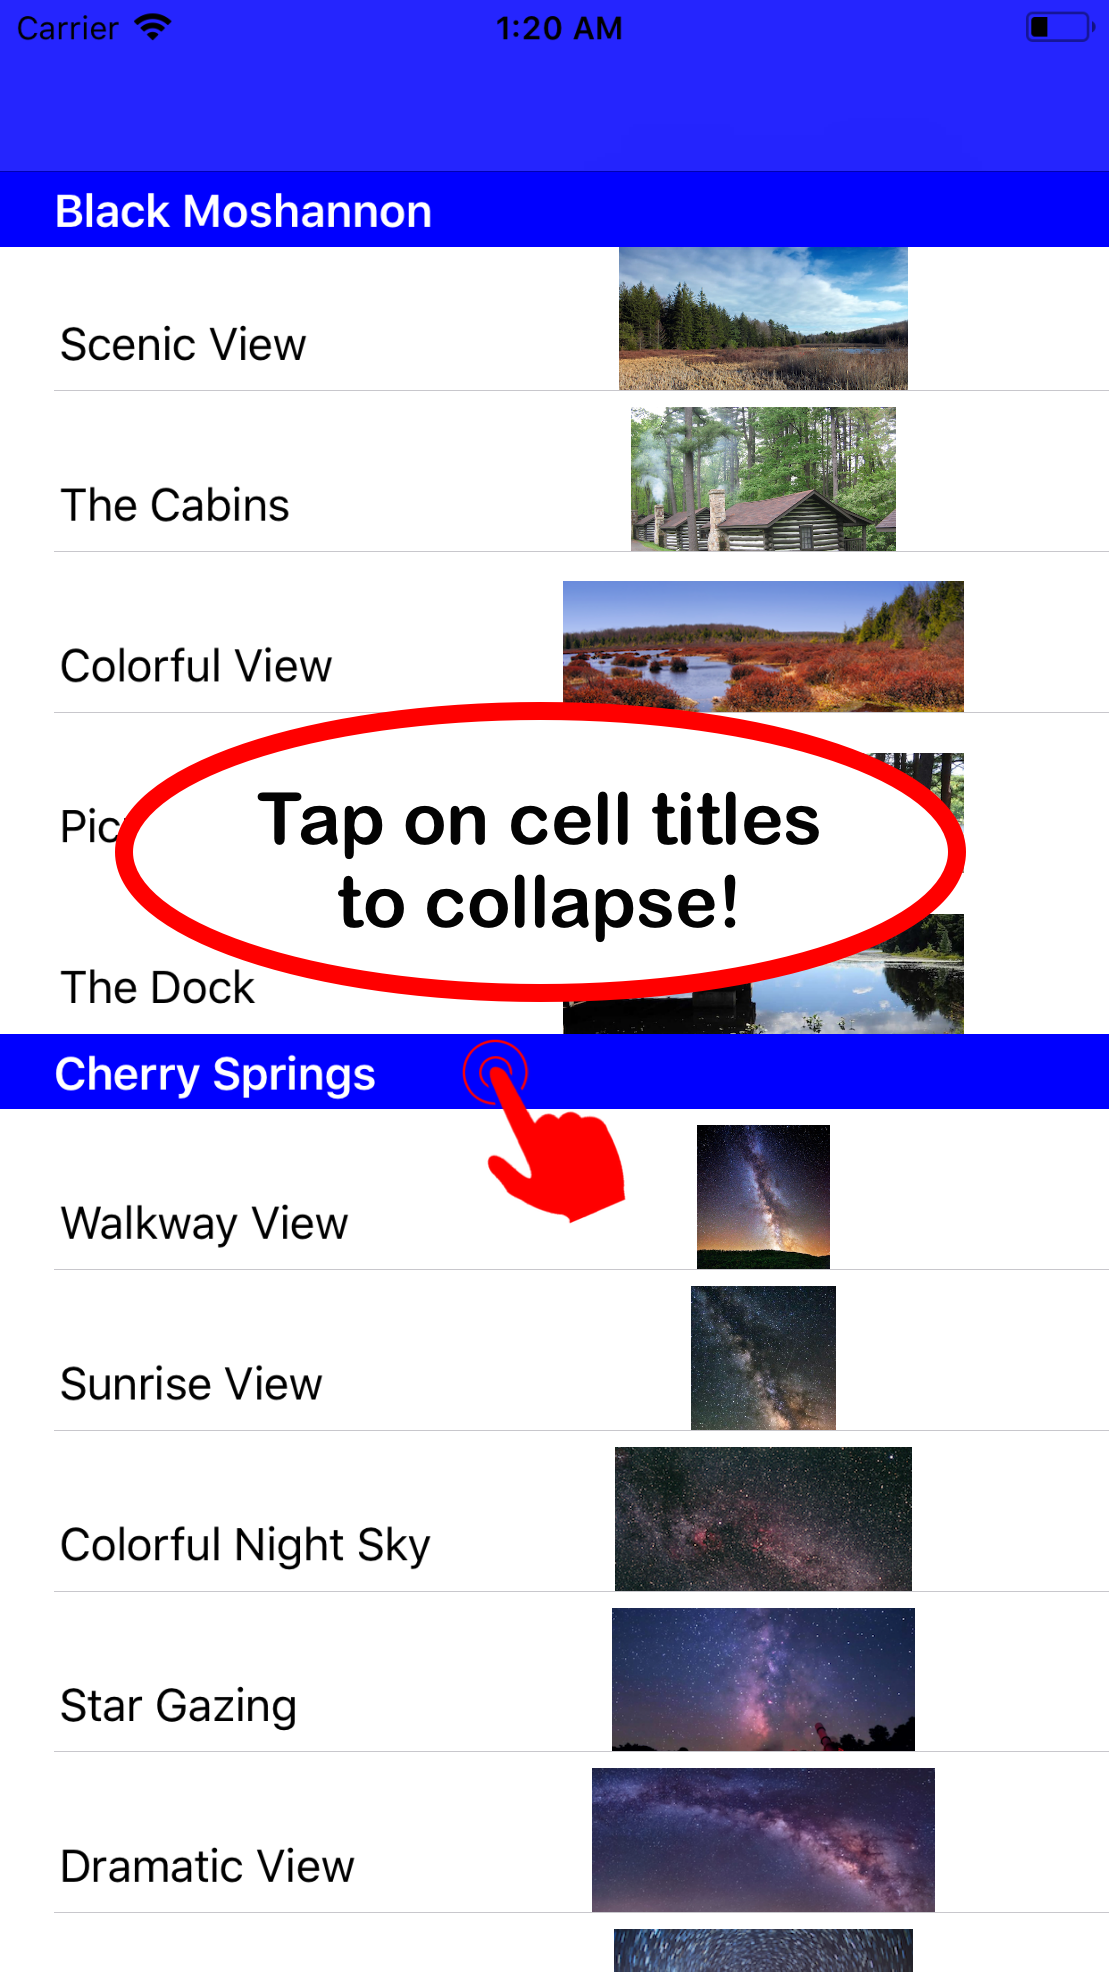 Carrier 1:20 AM
Black Moshannon
Scenic View
The Cabins
Colorful View
Tap on cell titles
to collapse!
The Dock
Cherry Springs
Walkway View
Sunrise View
Colorful Night Sky
Star Gazing
Dramatic View